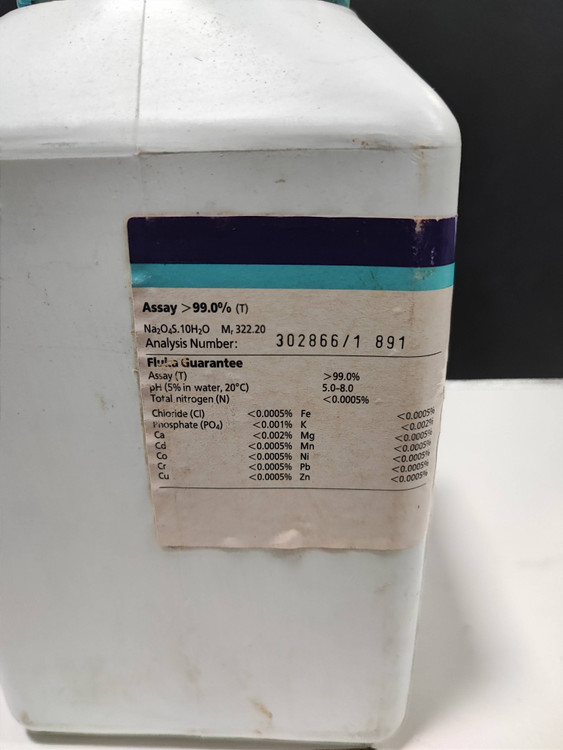 Assay >99.0% (T)
Na₂O₄S.10H₂O Mᵣ 322.20
Analysis Number: 302866/1 891
Fluka Guarantee
Assay (T) >99.0%
pH (5% in water, 20°C) 5.0-8.0
Total nitrogen (N) <0.0005%
Chloride (Cl) <0.0005% Fe <0.0005%
Phosphate (PO₄) <0.001% K <0.002%
Ca <0.002% Mg <0.0005%
Cd <0.0005% Mn <0.0005%
Co <0.0005% Ni <0.0005%
Cr <0.0005% Pb <0.0005%
Cu <0.0005% Zn <0.0005%